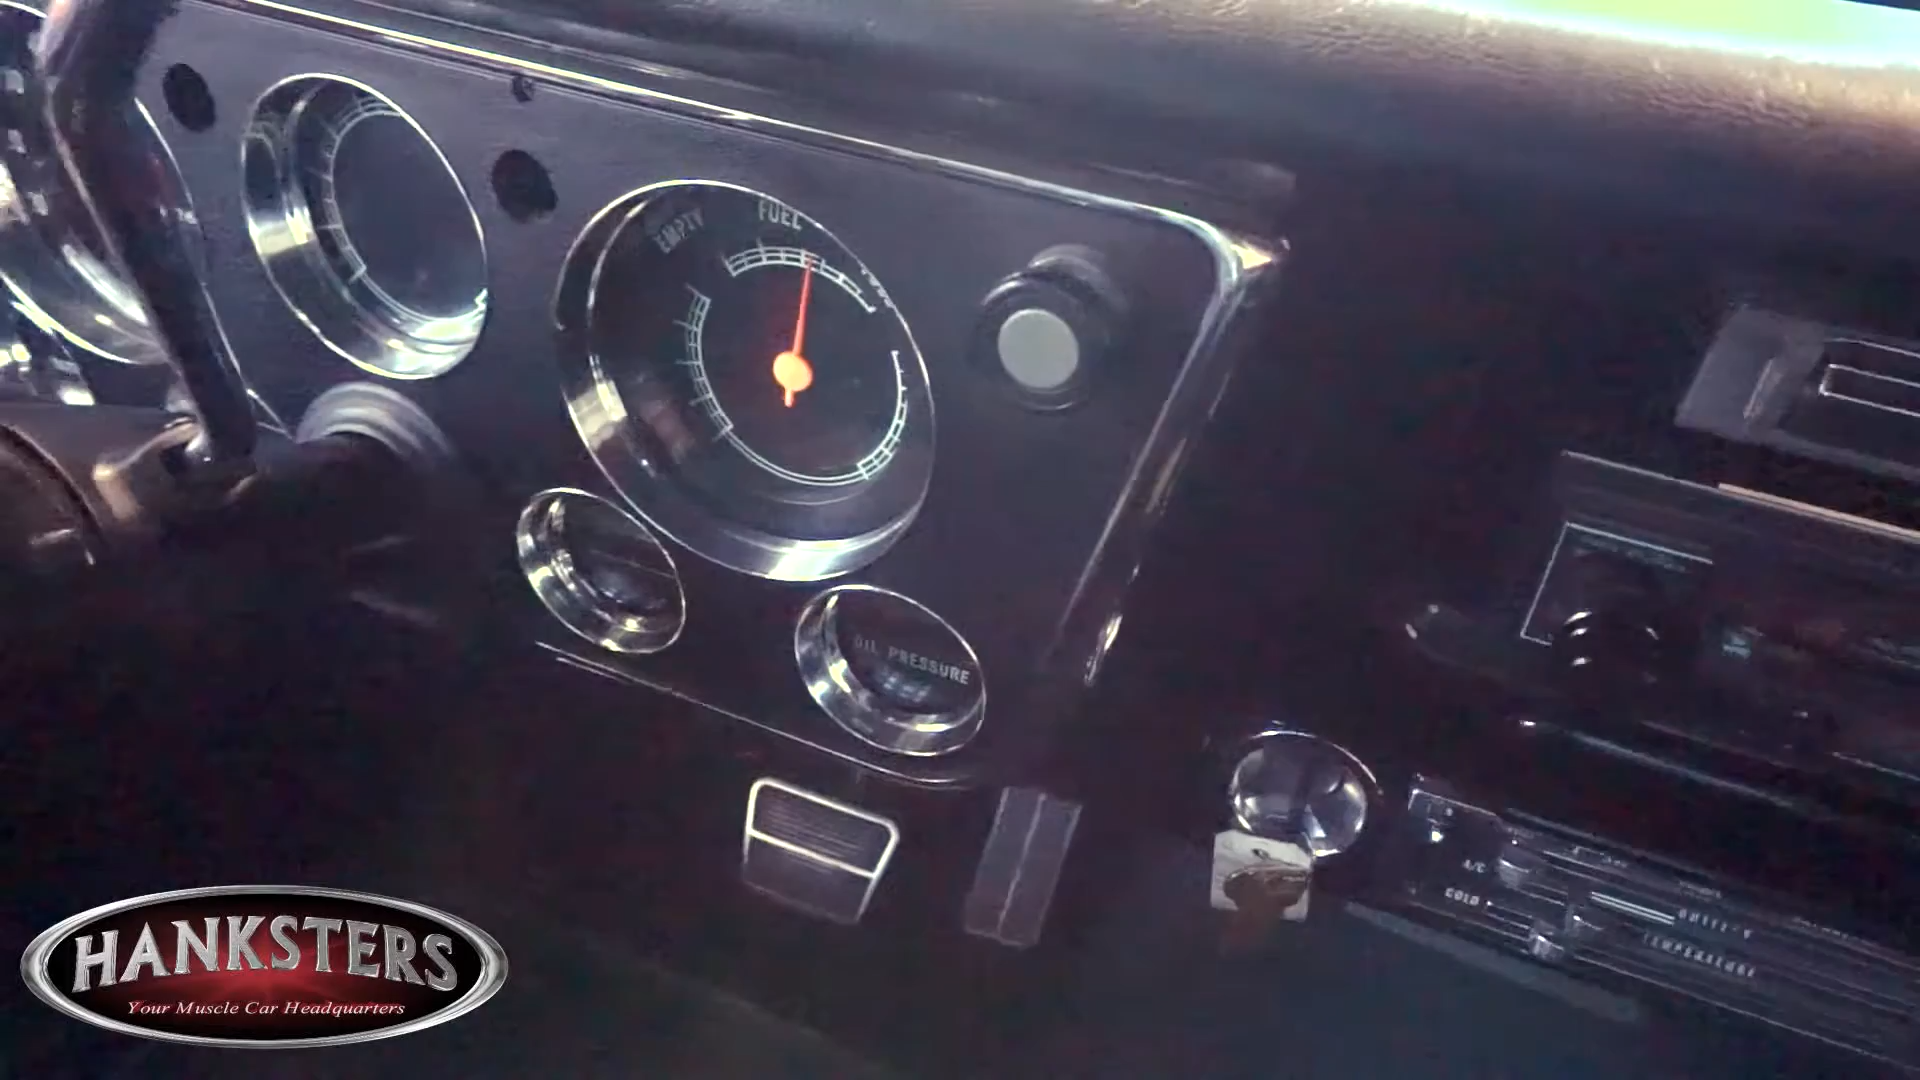 EMPTY
FUEL
OIL PRESSURE
A/C
COLD
TEMPERATURE
HANKSTERS
Your Muscle Car Headquarters